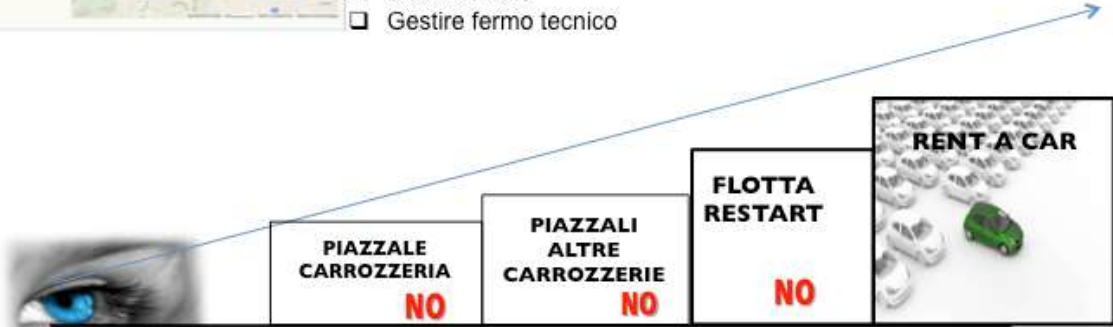 Gestire fermo tecnico
PIAZZALE
CARROZZERIA
NO
PIAZZALI
ALTRE
CARROZZERIE
NO
FLOTTA
RESTART
NO
RENT A CAR